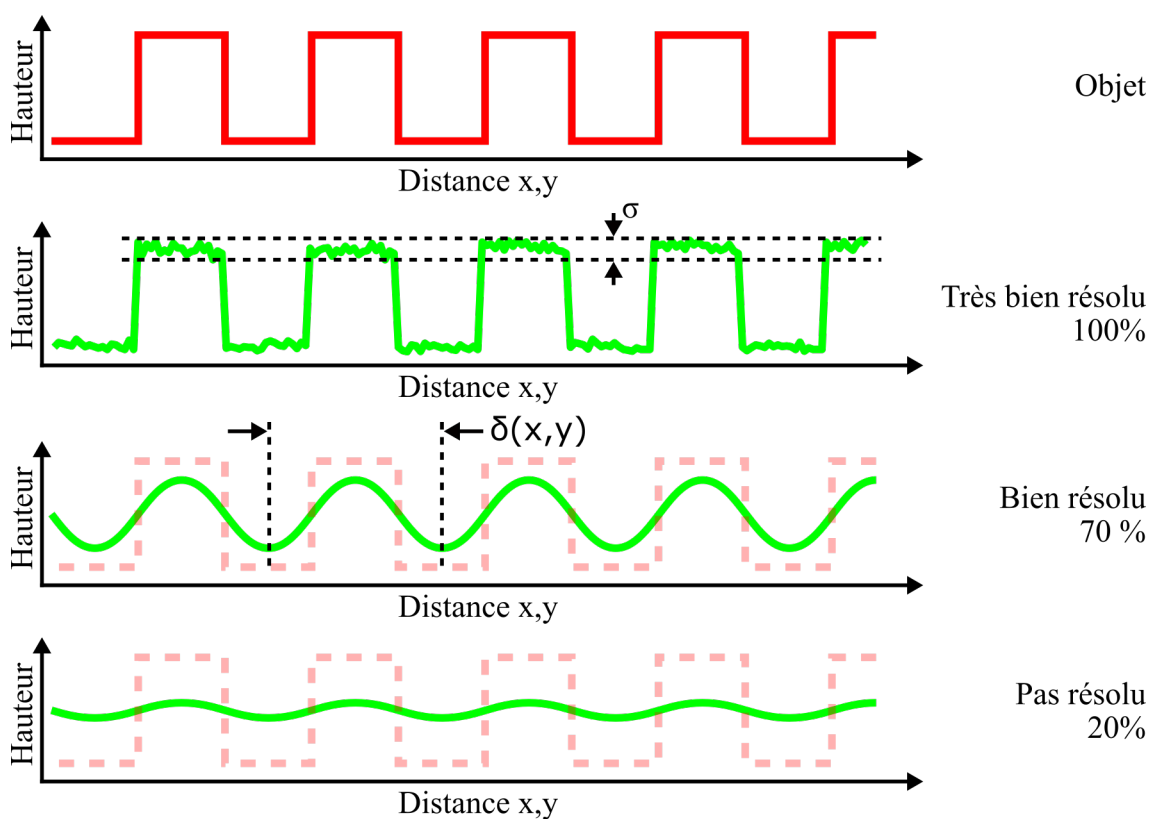 Hauteur
Objet
Distance x,y
σ
Hauteur
Très bien résolu
100%
Distance x,y
δ(x,y)
Hauteur
Bien résolu
70 %
Distance x,y
Hauteur
Pas résolu
20%
Distance x,y